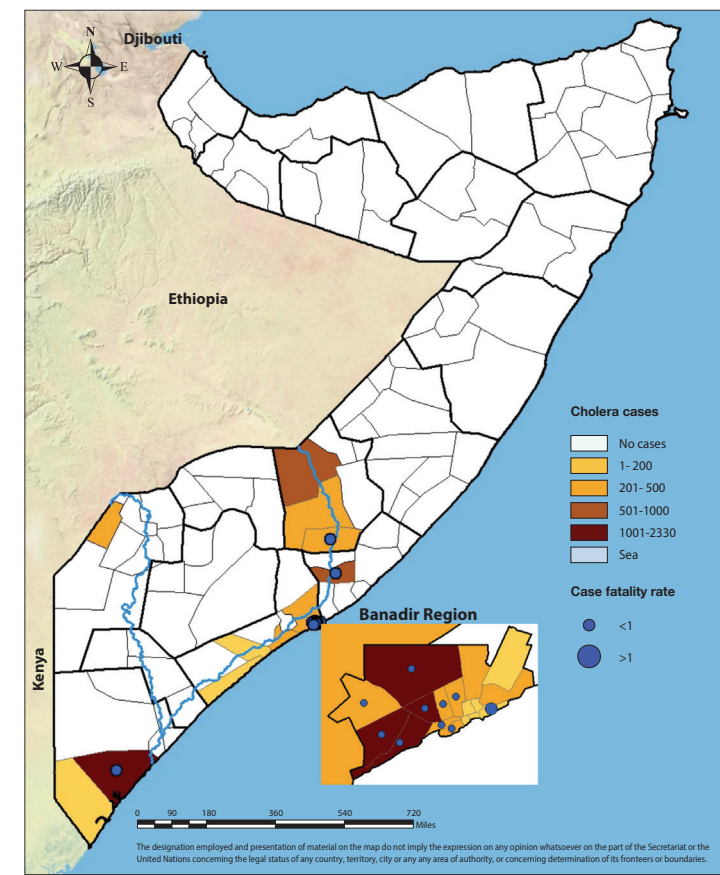 Djibouti
N
W E
S
Ethiopia
Kenya
Cholera cases
No cases
1- 200
201- 500
501-1000
1001-2330
Sea
Case fatality rate
<1
>1
Banadir Region
0 90 180 360 540 720
Miles
The designation employed and presentation of material on the map do not imply the expression on any opinion whatsoever on the part of the Secretariat or the
United Nations concerning the legal status of any country, territory, city or any any area of authority, or concerning determination of its fronteers or boundaries.